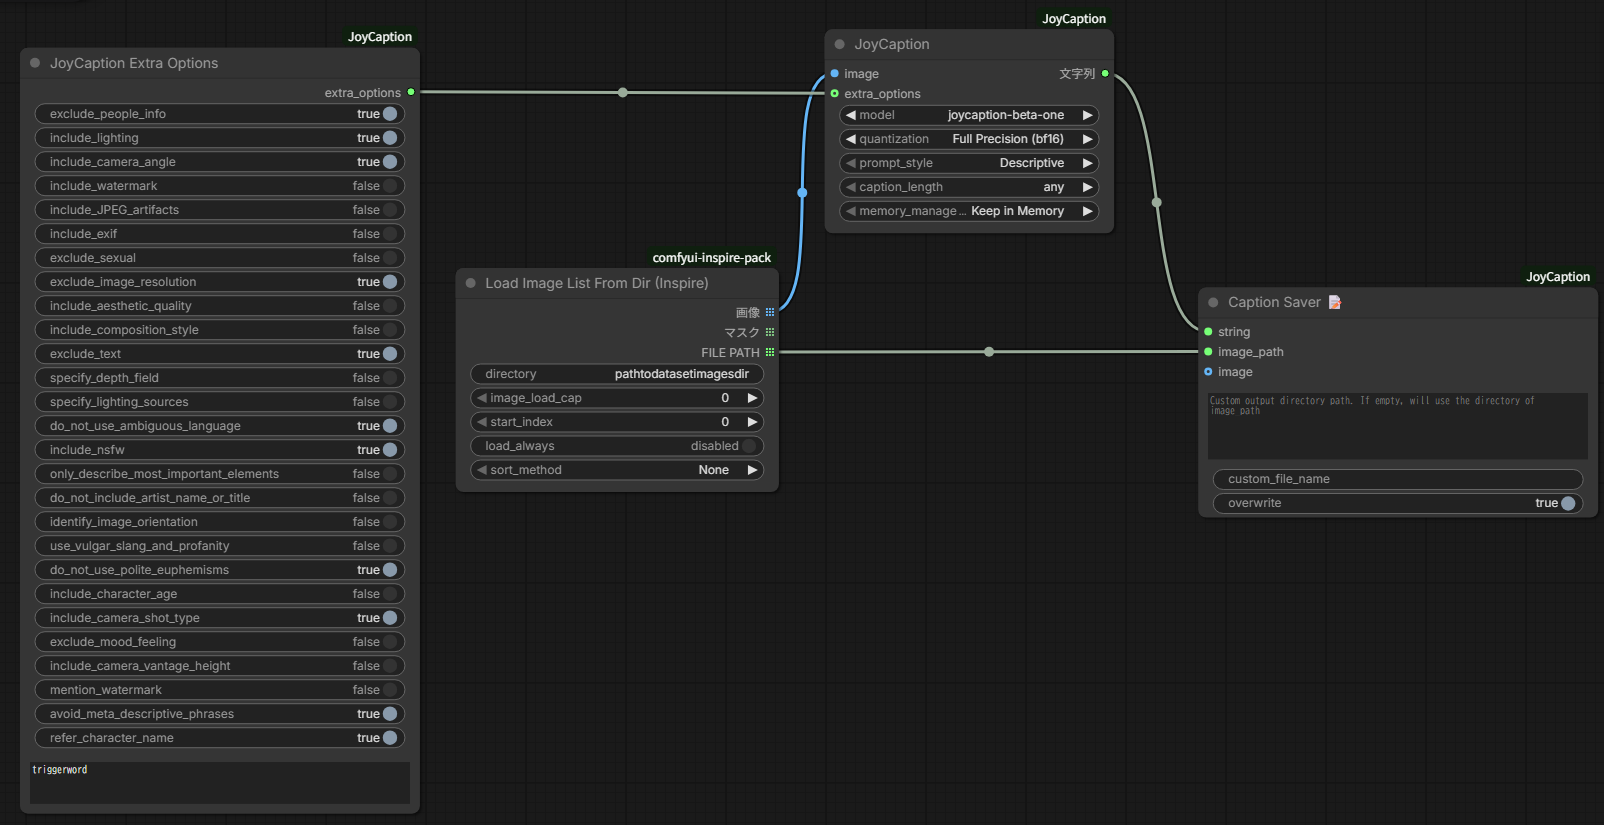 JoyCaption
JoyCaption Extra Options
extra_options
exclude_people_info true
include_lighting true
include_camera_angle true
include_watermark false
include_JPEG_artifacts false
include_exif false
exclude_sexual false
exclude_image_resolution true
include_aesthetic_quality false
include_composition_style false
exclude_text true
specify_depth_field false
specify_lighting_sources false
do_not_use_ambiguous_language true
include_nsfw true
only_describe_most_important_elements false
do_not_include_artist_name_or_title false
identify_image_orientation false
use_vulgar_slang_and_profanity false
do_not_use_polite_euphemisms true
include_character_age false
include_camera_shot_type true
exclude_mood_feeling false
include_camera_vantage_height false
mention_watermark false
avoid_meta_descriptive_phrases true
refer_character_name true
triggerword
comfyui-inspire-pack
Load Image List From Dir (Inspire)
画像
マスク
FILE PATH
directory pathtodatasetimagesdir
image_load_cap 0
start_index 0
load_always disabled
sort_method None
JoyCaption
JoyCaption
image 文字列
extra_options
model joycaption-beta-one
quantization Full Precision (bf16)
prompt_style Descriptive
caption_length any
memory_manage... Keep in Memory
JoyCaption
Caption Saver
string
image_path
image
Custom output directory path. If empty, will use the directory of
image path
custom_file_name
overwrite true